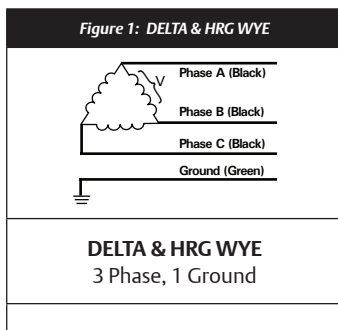 Figure 1: DELTA & HRG WYE
Phase A (Black)
V
Phase B (Black)
Phase C (Black)
Ground (Green)
DELTA & HRG WYE
3 Phase, 1 Ground